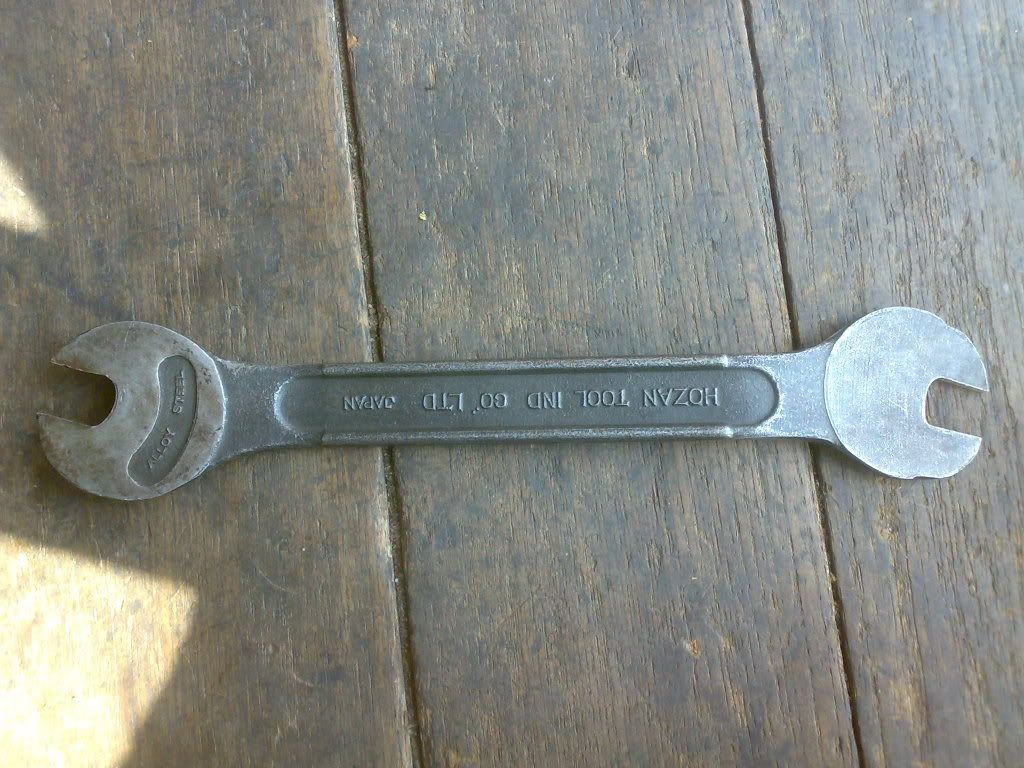 HOZAN TOOL IND CO. LTD JAPAN
ALLOY STEEL